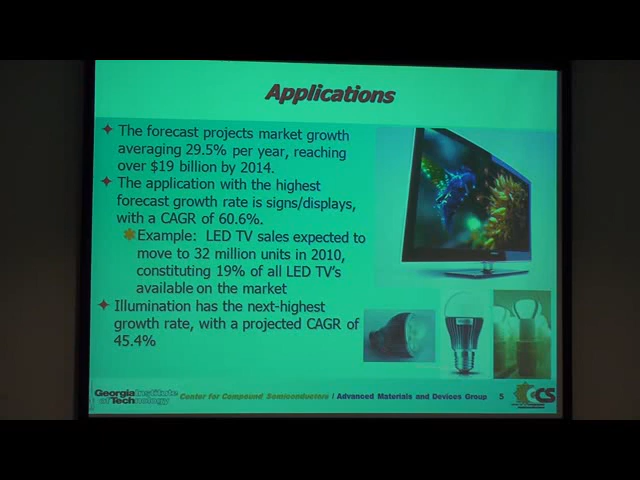 Applications
The forecast projects market growth
averaging 29.5% per year, reaching
over $19 billion by 2014.
The application with the highest
forecast growth rate is signs/displays,
with a CAGR of 60.6%.
Example: LED TV sales expected to
move to 32 million units in 2010,
constituting 19% of all LED TV's
available on the market
Illumination has the next-highest
growth rate, with a projected CAGR of
45.4%
Georgia Institute
of Technology
Center for Compound Semiconductors / Advanced Materials and Devices Group 5
CS